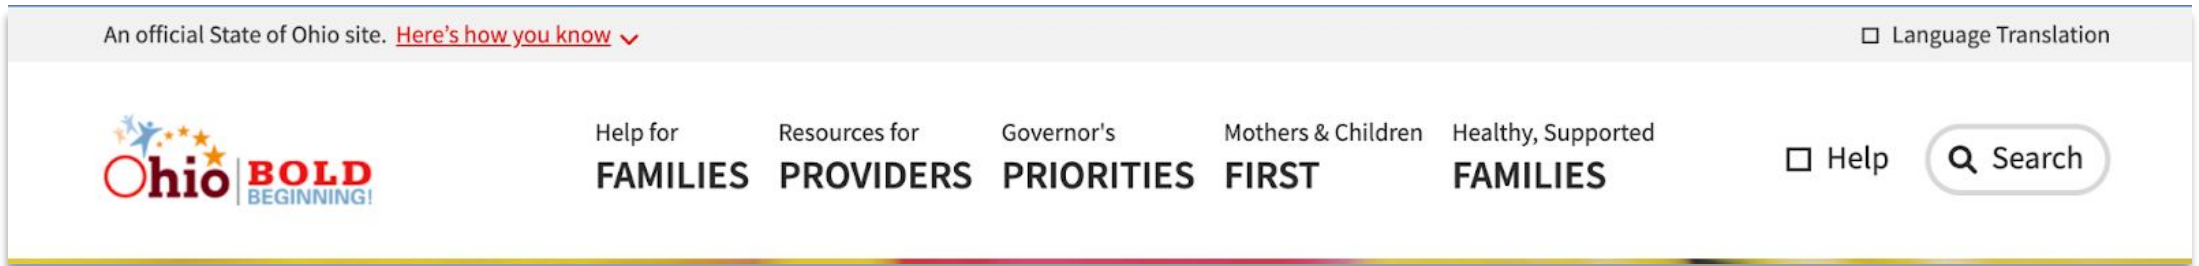 An official State of Ohio site. Here's how you know
Language Translation
Ohio BOLD
BEGINNING!
Help for
FAMILIES
Resources for
PROVIDERS
Governor's
PRIORITIES
Mothers & Children
FIRST
Healthy, Supported
FAMILIES
Help
Search